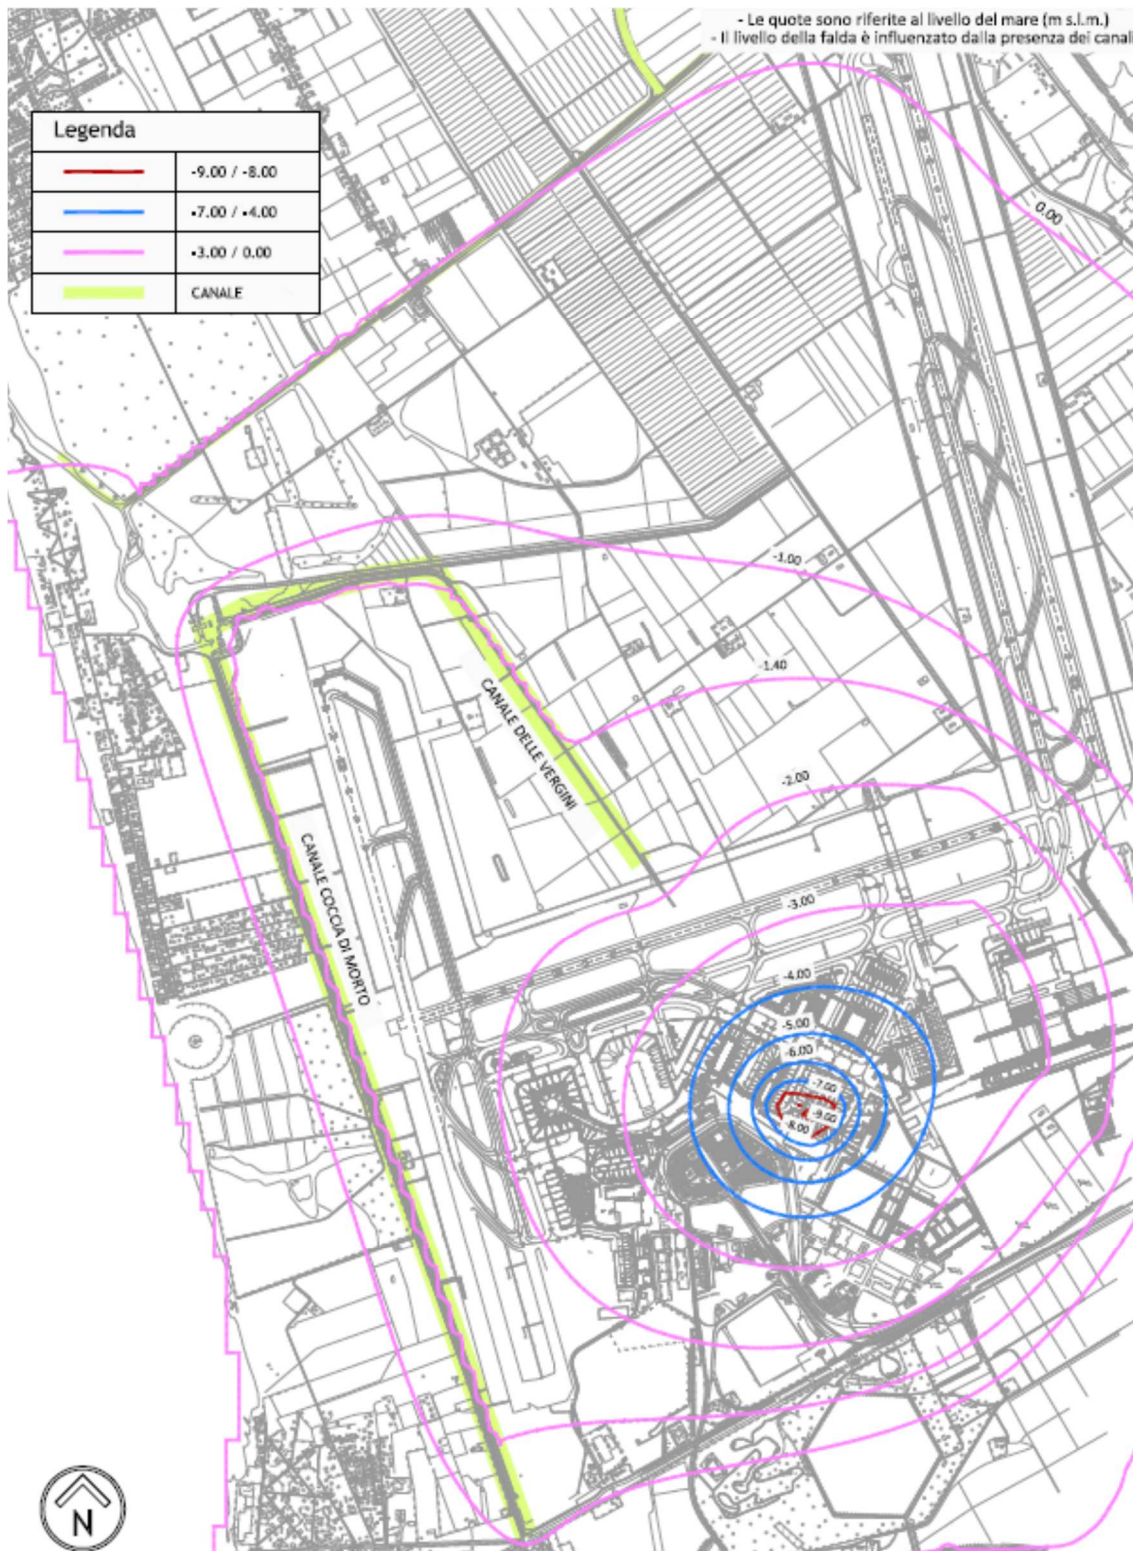 - Le quote sono riferite al livello del mare (m s.l.m.)
- Il livello della falda è influenzato dalla presenza dei canali
Legenda
-9.00 / -8.00
-7.00 / -4.00
-3.00 / 0.00
CANALE
0.00
-1.00
-1.40
CANALE DELLE VERGINI
-2.00
CANALE COCCIA DI MORTO
-3.00
-4.00
-5.00
-6.00
-7.00
-9.00
-8.00
N